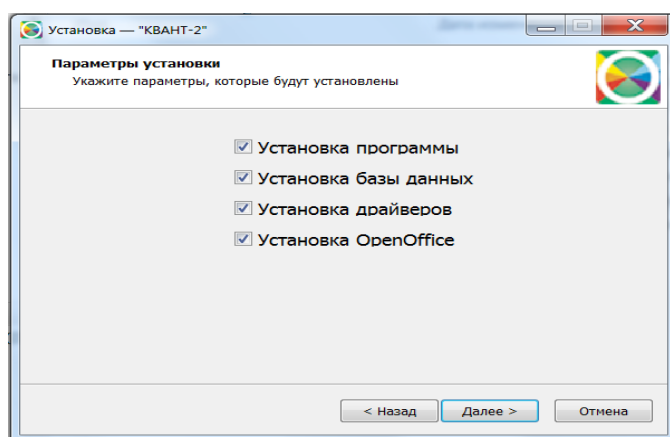 Установка — "КВАНТ-2"
Параметры установки
Укажите параметры, которые будут установлены
Установка программы
Установка базы данных
Установка драйверов
Установка OpenOffice
< Назад
Далее >
Отмена